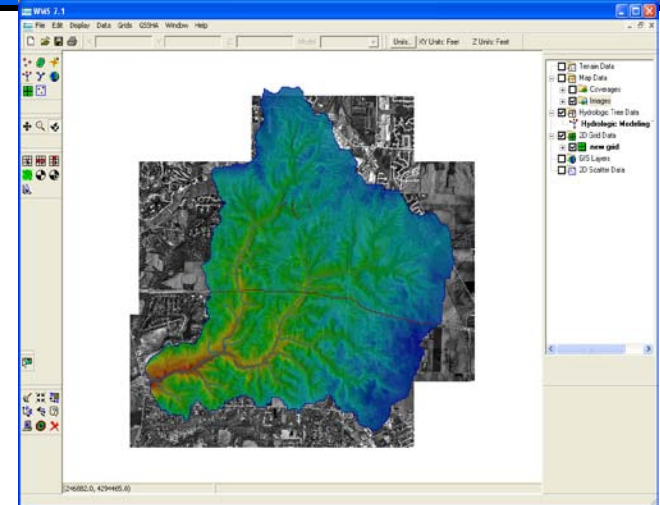 WMS 7.1
File Edit Display Data Grids GSSHA Window Help
X: Y: Z: Model Units... XY Units: Feet Z Units: Feet
Terrain Data
Map Data
Coverages
Images
Hydrologic Tree Data
Hydrologic Modeling
2D Grid Data
new grid
GIS Layers
2D Scatter Data
(246882.0, 4294465.0)